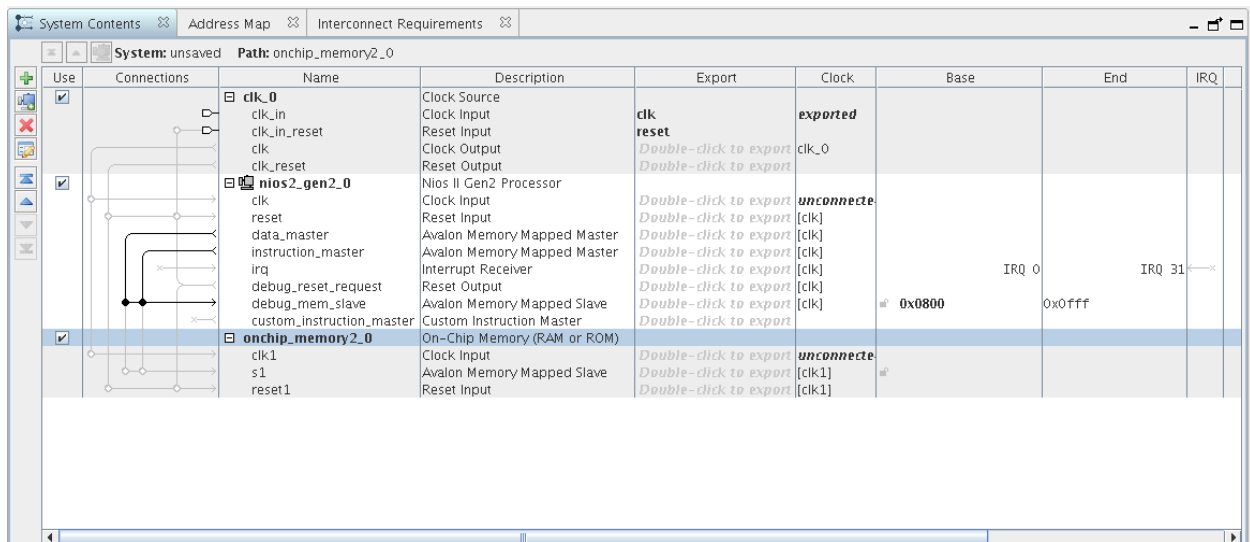 System Contents Address Map Interconnect Requirements
System: unsaved Path: onchip_memory2_0
Use Connections Name Description Export Clock Base End IRQ
clk_0 Clock Source
clk_in Clock Input clk exported
clk_in_reset Reset Input reset
clk Clock Output Double-click to export clk_0
clk_reset Reset Output Double-click to export
nios2_gen2_0 Nios II Gen2 Processor
clk Clock Input Double-click to export unconnecte
reset Reset Input Double-click to export [clk]
data_master Avalon Memory Mapped Master Double-click to export [clk]
instruction_master Avalon Memory Mapped Master Double-click to export [clk]
irq Interrupt Receiver Double-click to export [clk] IRQ 0 IRQ 31
debug_reset_request Reset Output Double-click to export [clk]
debug_mem_slave Avalon Memory Mapped Slave Double-click to export [clk] 0x0800 0x0fff
custom_instruction_master Custom Instruction Master Double-click to export
onchip_memory2_0 On-Chip Memory (RAM or ROM)
clk1 Clock Input Double-click to export unconnecte
s1 Avalon Memory Mapped Slave Double-click to export [clk1]
reset1 Reset Input Double-click to export [clk1]